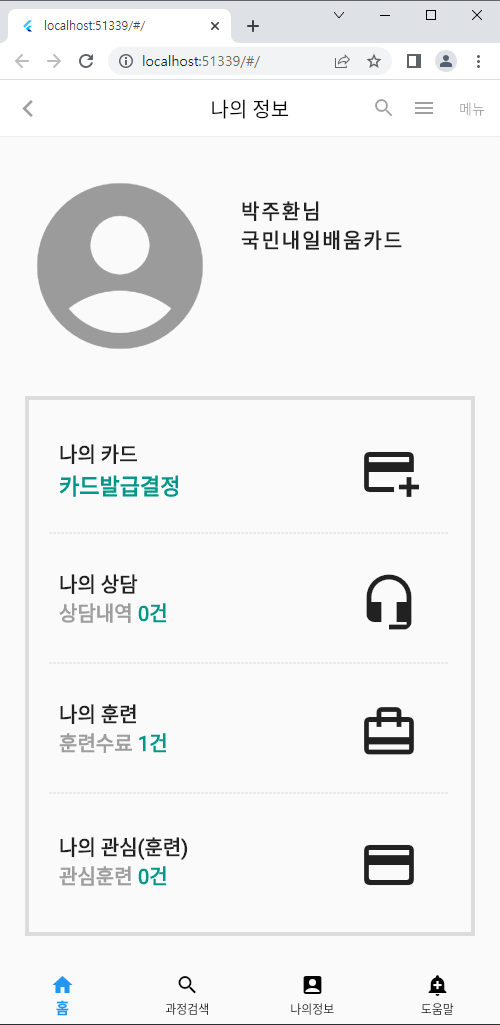 localhost:51339/#/
localhost:51339/#/
나의 정보
메뉴
박주환님
국민내일배움카드
나의 카드
카드발급결정
나의 상담
상담내역 0건
나의 훈련
훈련수료 1건
나의 관심(훈련)
관심훈련 0건
홈 과정검색 나의정보 도움말